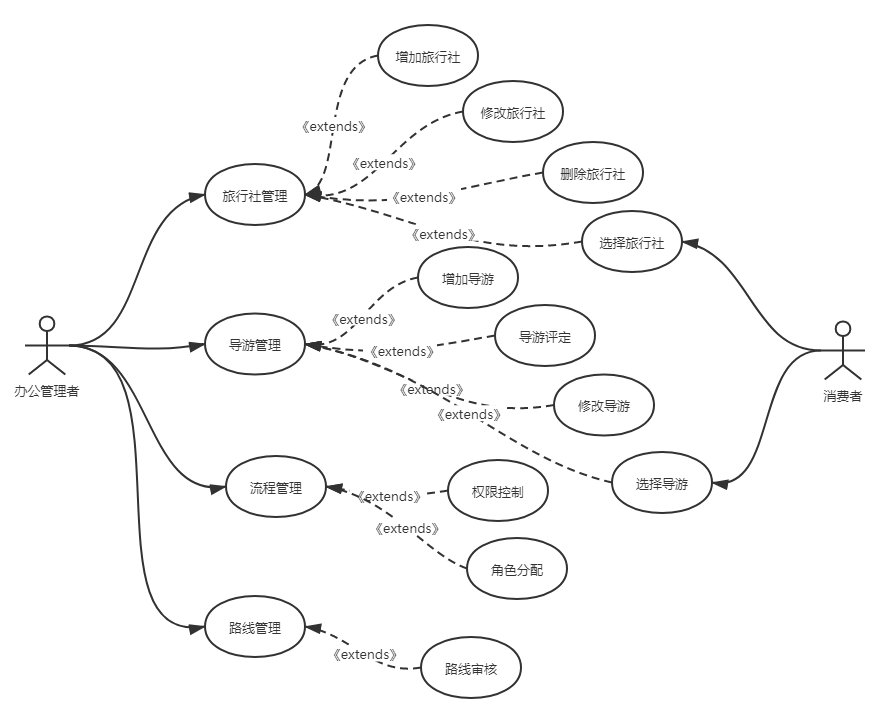 增加旅行社
《extends》
修改旅行社
《extends》
删除旅行社
旅行社管理
《extends》
《extends》
选择旅行社
增加导游
《extends》
导游评定
导游管理
《extends》
办公管理者
《extends》
消费者
修改导游
《extends》
流程管理
《extends》
权限控制
选择导游
《extends》
角色分配
路线管理
《extends》
路线审核